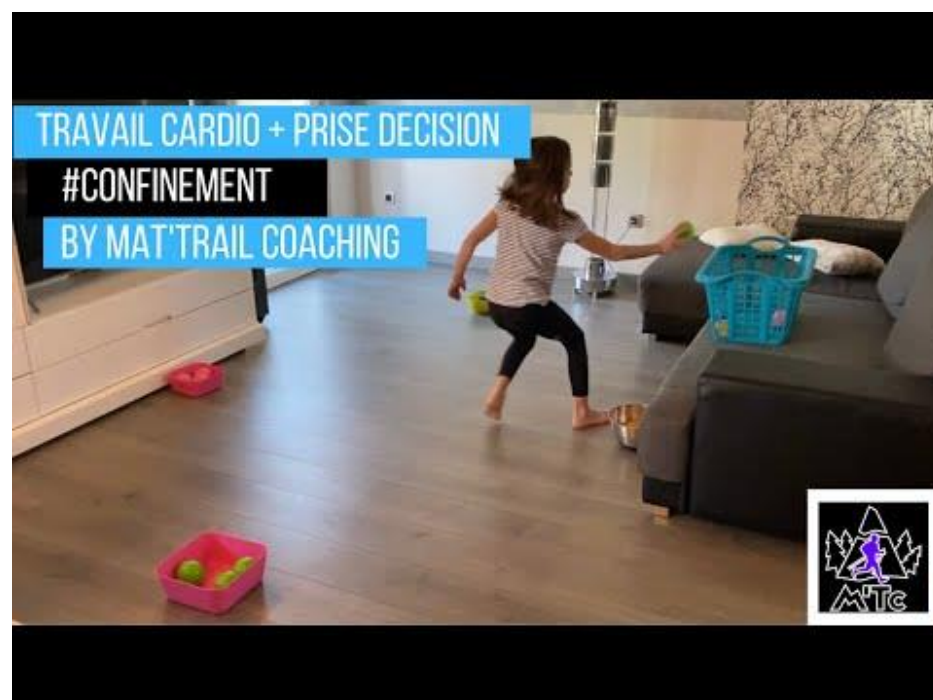 TRAVAIL CARDIO + PRISE DECISION
#CONFINEMENT
BY MAT'TRAIL COACHING
M'TC